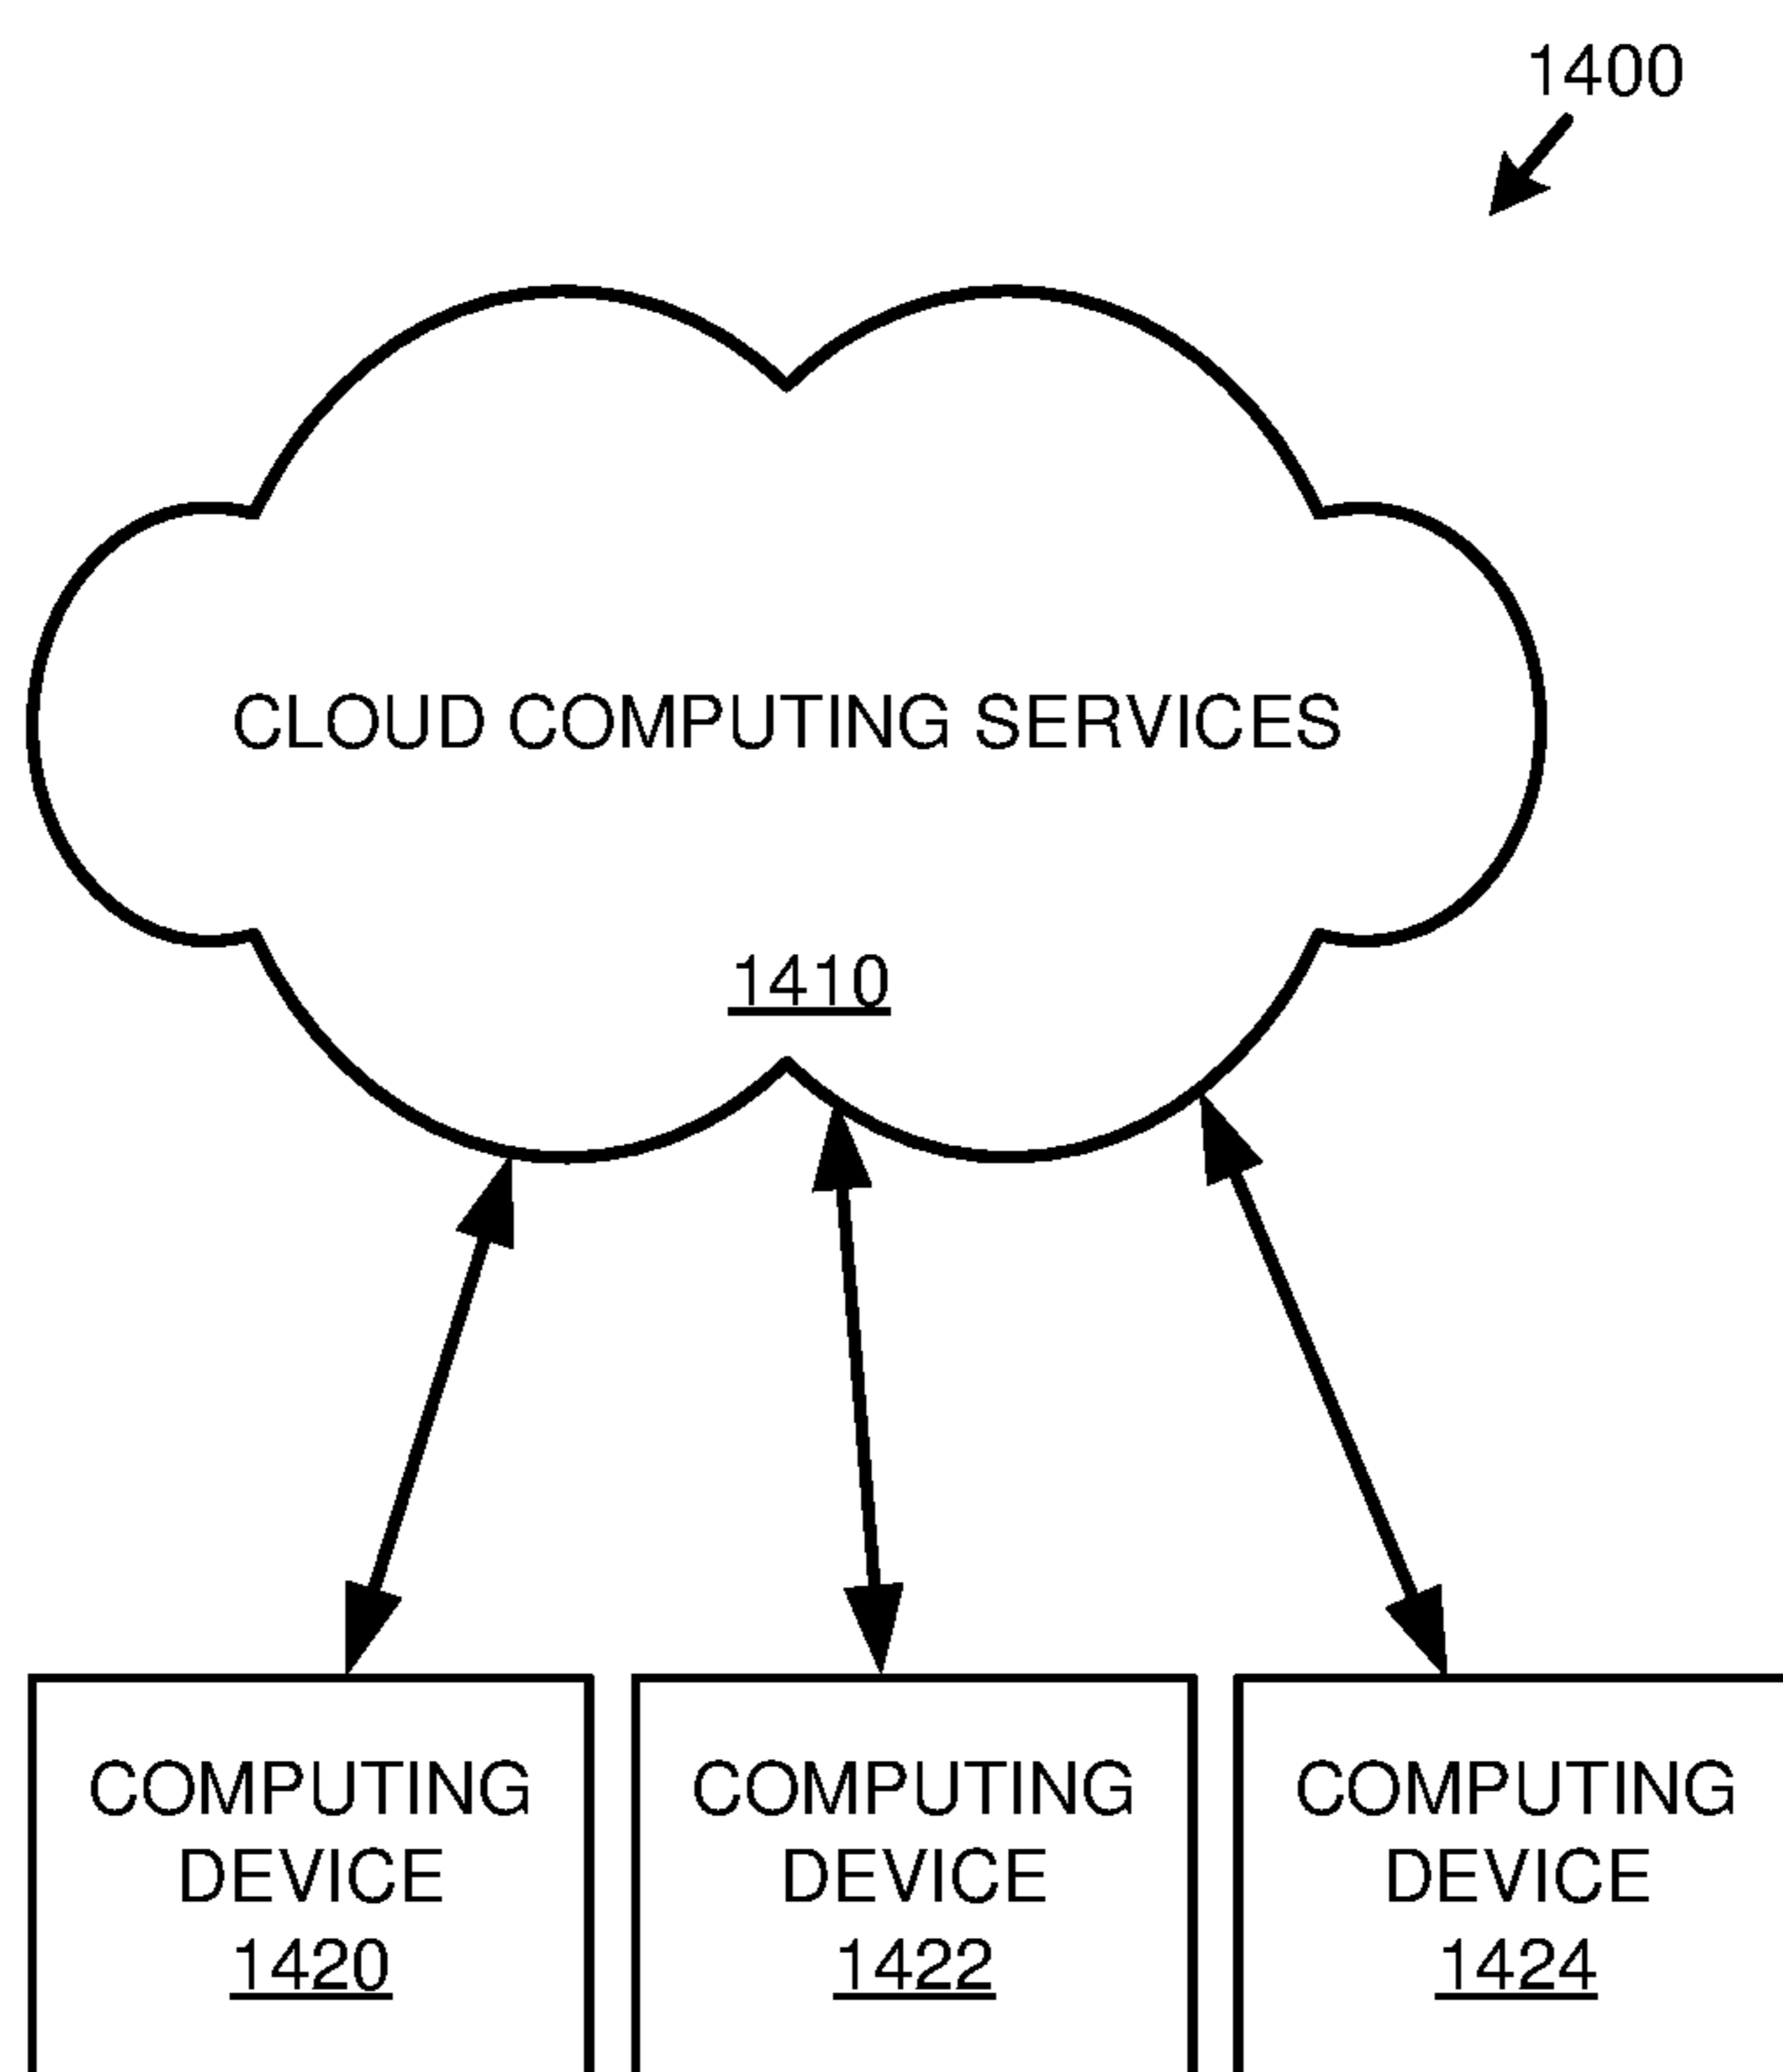 1400
CLOUD COMPUTING SERVICES
1410
COMPUTING
DEVICE
1420
COMPUTING
DEVICE
1422
COMPUTING
DEVICE
1424